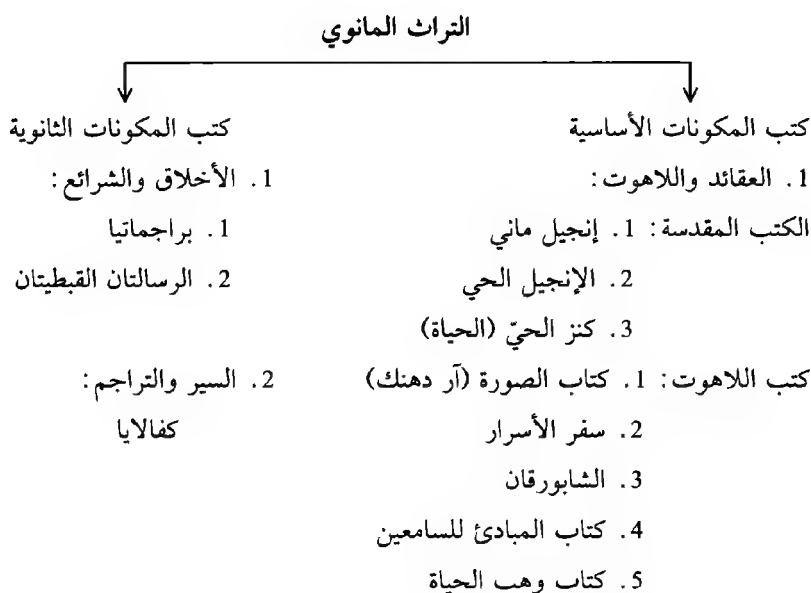 التراث المانوي
كتب المكونات الأساسية
كتب المكونات الثانوية
1. العقائد واللاهوت:
1. الأخلاق والشرائع:
الكتب المقدسة: 1. إنجيل ماني
1. براجماتيا
2. الإنجيل الحي
2. الرسالتان القبطيتان
3. كنز الحيّ (الحياة)
كتب اللاهوت: 1. كتاب الصورة (آر دهنك)
2. السير والتراجم:
2. سفر الأسرار
كفالايا
3. الشابورقان
4. كتاب المبادئ للسامعين
5. كتاب وهب الحياة